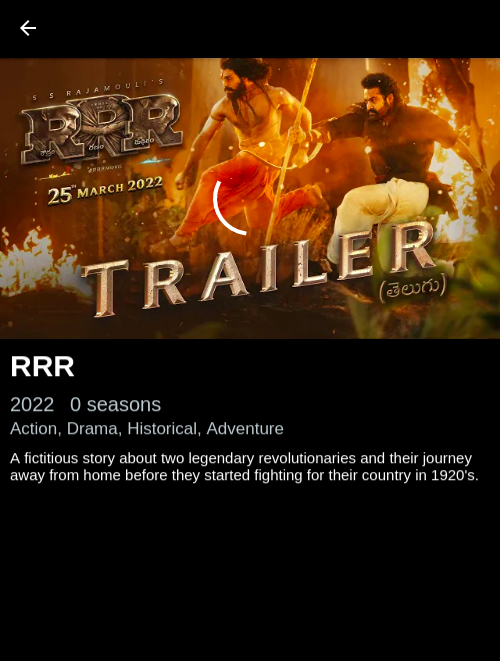 S S RAJAMOULI'S
RRR
25TH MARCH 2022
TRAILER
(తెలుగు)
RRR
2022 0 seasons
Action, Drama, Historical, Adventure
A fictitious story about two legendary revolutionaries and their journey
away from home before they started fighting for their country in 1920's.